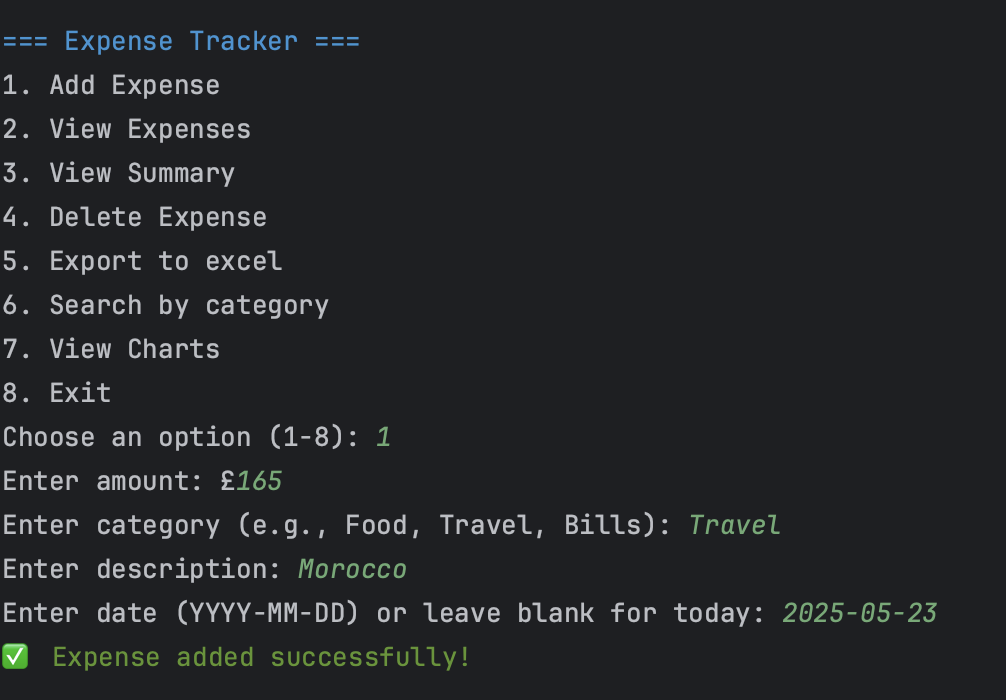 === Expense Tracker ===
1. Add Expense
2. View Expenses
3. View Summary
4. Delete Expense
5. Export to excel
6. Search by category
7. View Charts
8. Exit
Choose an option (1-8): 1
Enter amount: £165
Enter category (e.g., Food, Travel, Bills): Travel
Enter description: Morocco
Enter date (YYYY-MM-DD) or leave blank for today: 2025-05-23
✅ Expense added successfully!